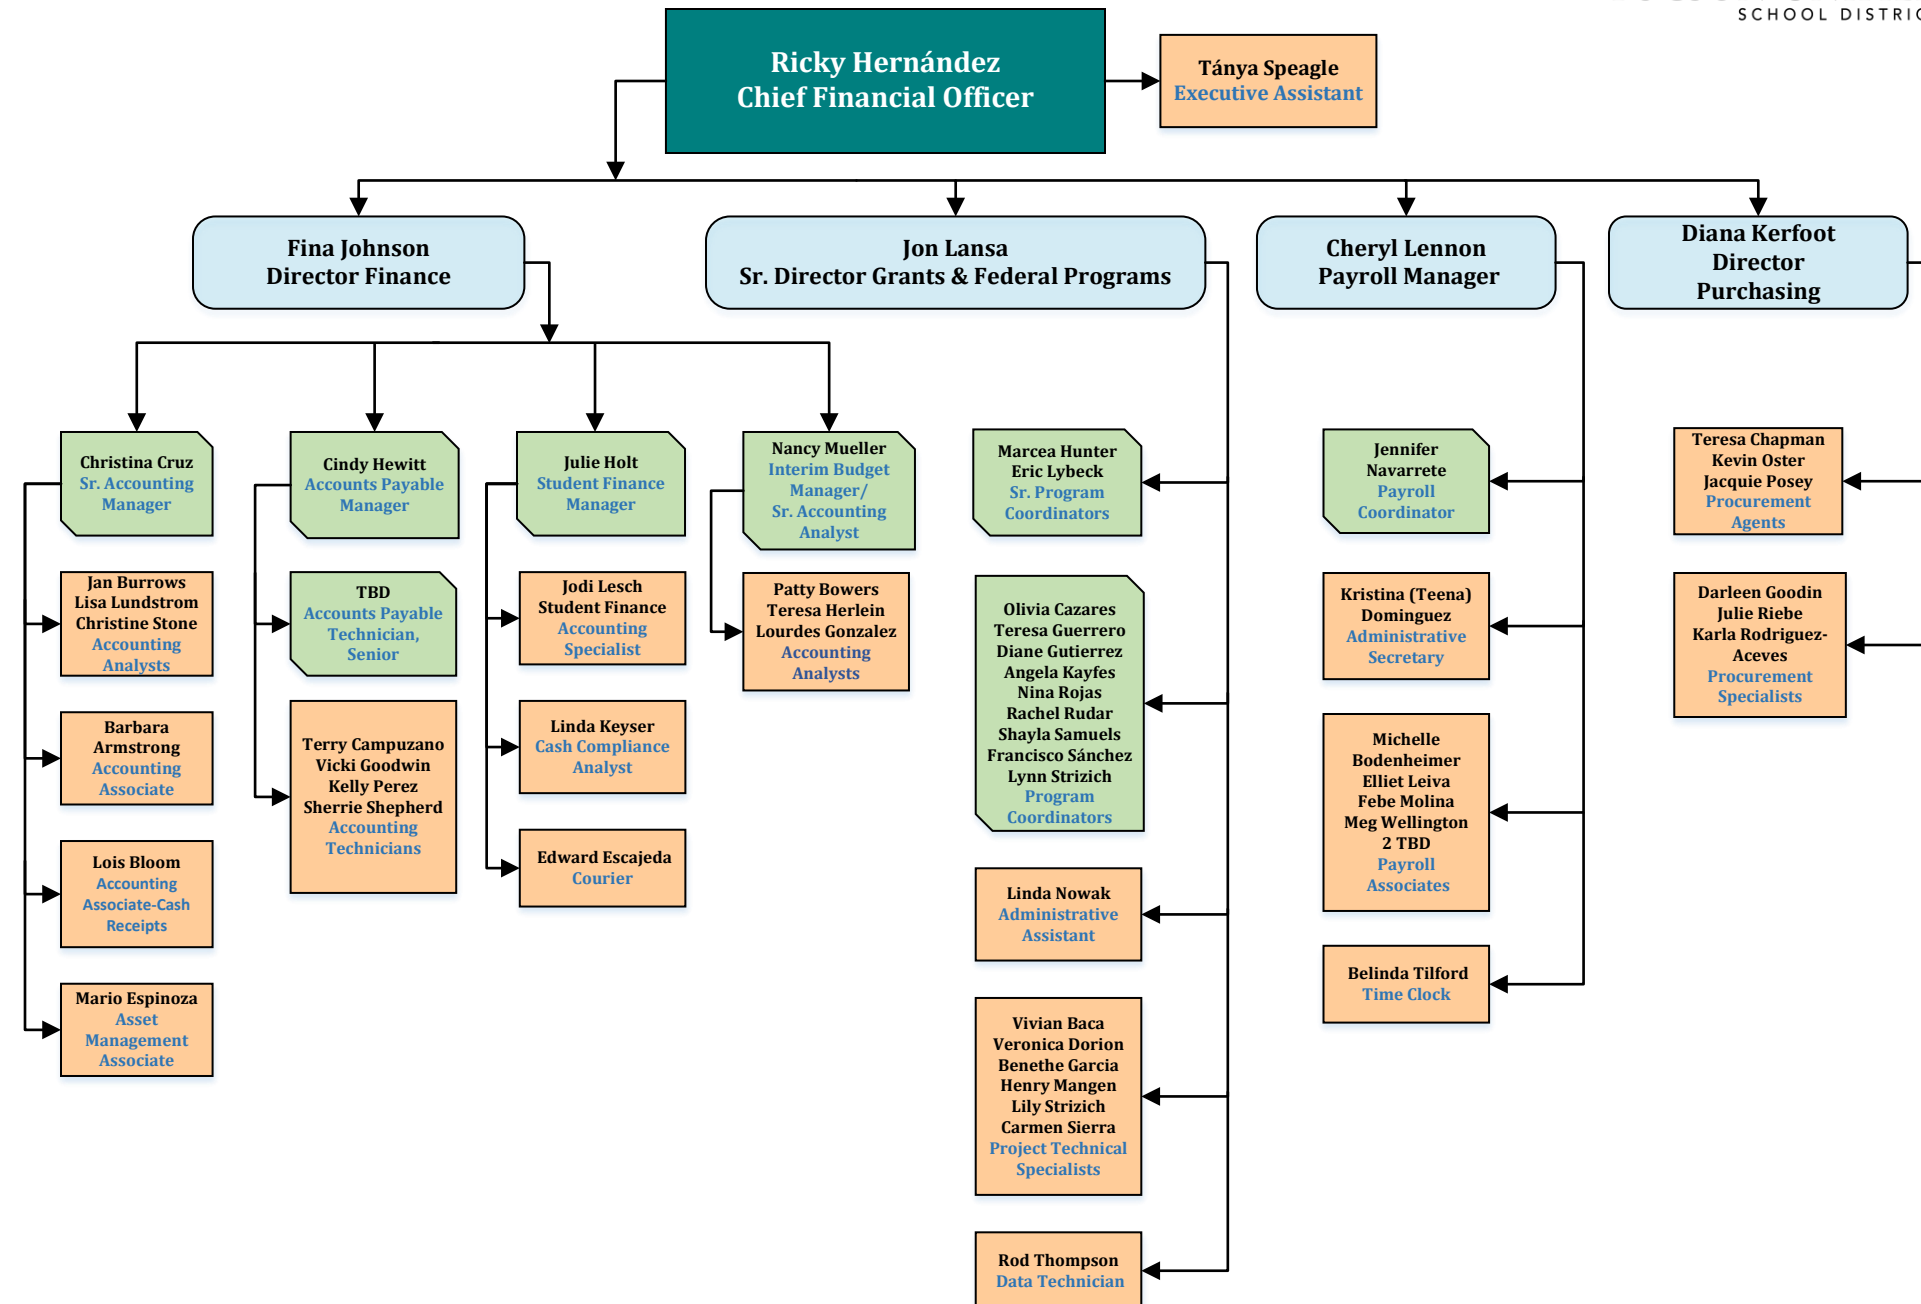 SCHOOL DISTRIC
Ricky Hernández
Chief Financial Officer
Tánya Speagle
Executive Assistant
Fina Johnson
Director Finance
Jon Lansa
Sr. Director Grants & Federal Programs
Cheryl Lennon
Payroll Manager
Diana Kerfoot
Director
Purchasing
Christina Cruz
Sr. Accounting
Manager
Cindy Hewitt
Accounts Payable
Manager
Julie Holt
Student Finance
Manager
Nancy Mueller
Interim Budget
Manager/
Sr. Accounting
Analyst
Marcea Hunter
Eric Lybeck
Sr. Program
Coordinators
Jennifer
Navarrete
Payroll
Coordinator
Teresa Chapman
Kevin Oster
Jacquie Posey
Procurement
Agents
Jan Burrows
Lisa Lundstrom
Christine Stone
Accounting
Analysts
TBD
Accounts Payable
Technician,
Senior
Jodi Lesch
Student Finance
Accounting
Specialist
Patty Bowers
Teresa Herlein
Lourdes Gonzalez
Accounting
Analysts
Olivia Cazares
Teresa Guerrero
Diane Gutierrez
Angela Kayfes
Nina Rojas
Rachel Rudar
Shayla Samuels
Francisco Sánchez
Lynn Strizich
Program
Coordinators
Kristina (Teena)
Dominguez
Administrative
Secretary
Darleen Goodin
Julie Riebe
Karla Rodriguez-
Aceves
Procurement
Specialists
Barbara
Armstrong
Accounting
Associate
Terry Campuzano
Vicki Goodwin
Kelly Perez
Sherrie Shepherd
Accounting
Technicians
Linda Keyser
Cash Compliance
Analyst
Michelle
Bodenheimer
Elliet Leiva
Febe Molina
Meg Wellington
2 TBD
Payroll
Associates
Lois Bloom
Accounting
Associate-Cash
Receipts
Edward Escajeda
Courier
Linda Nowak
Administrative
Assistant
Belinda Tilford
Time Clock
Mario Espinoza
Asset
Management
Associate
Vivian Baca
Veronica Dorion
Benethe Garcia
Henry Mangen
Lily Strizich
Carmen Sierra
Project Technical
Specialists
Rod Thompson
Data Technician